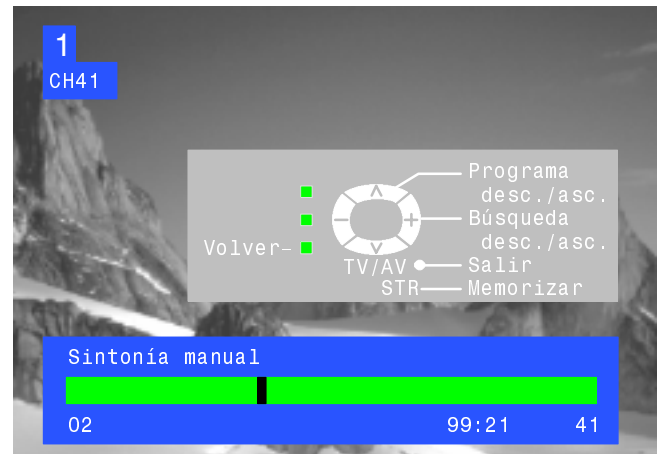 1
CH41
Programa
desc./asc.
Búsqueda
desc./asc.
Volver
TV/AV Salir
STR Memorizar
Sintonía manual
02 99:21 41